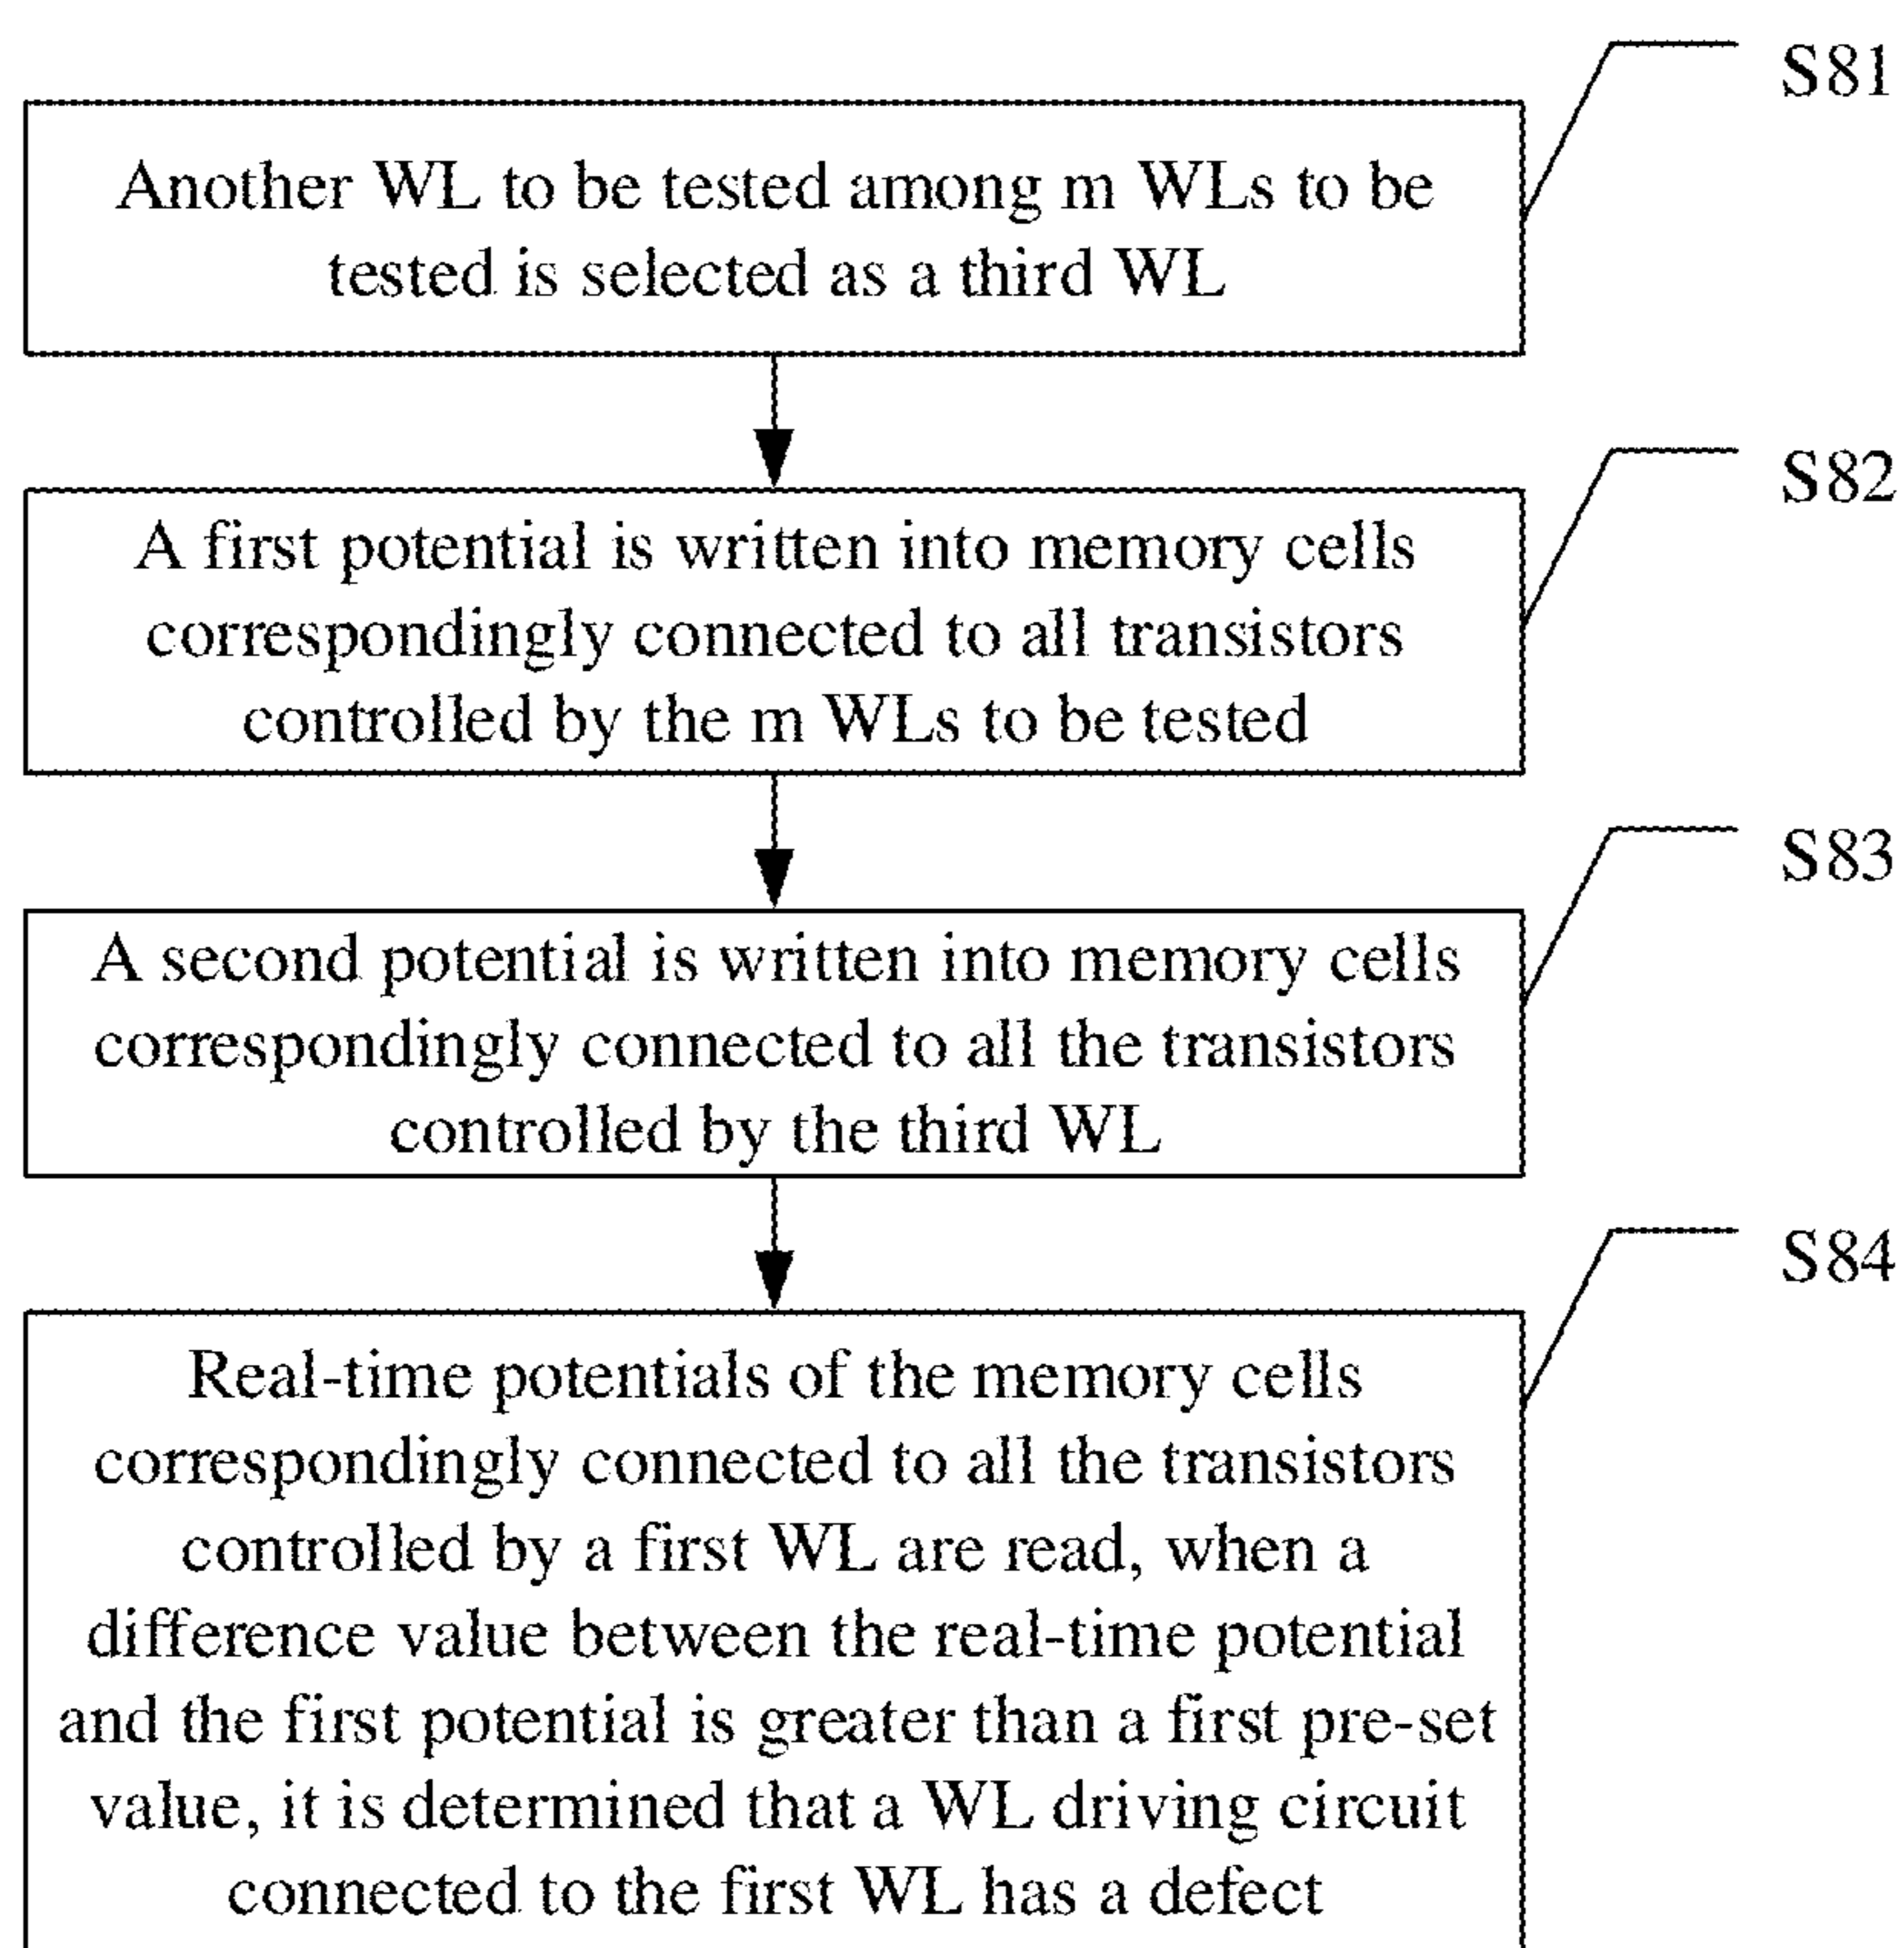 S81
Another WL to be tested among m WLs to be
tested is selected as a third WL
S82
A first potential is written into memory cells
correspondingly connected to all transistors
controlled by the m WLs to be tested
S83
A second potential is written into memory cells
correspondingly connected to all the transistors
controlled by the third WL
S84
Real-time potentials of the memory cells
correspondingly connected to all the transistors
controlled by a first WL are read, when a
difference value between the real-time potential
and the first potential is greater than a first pre-set
value, it is determined that a WL driving circuit
connected to the first WL has a defect